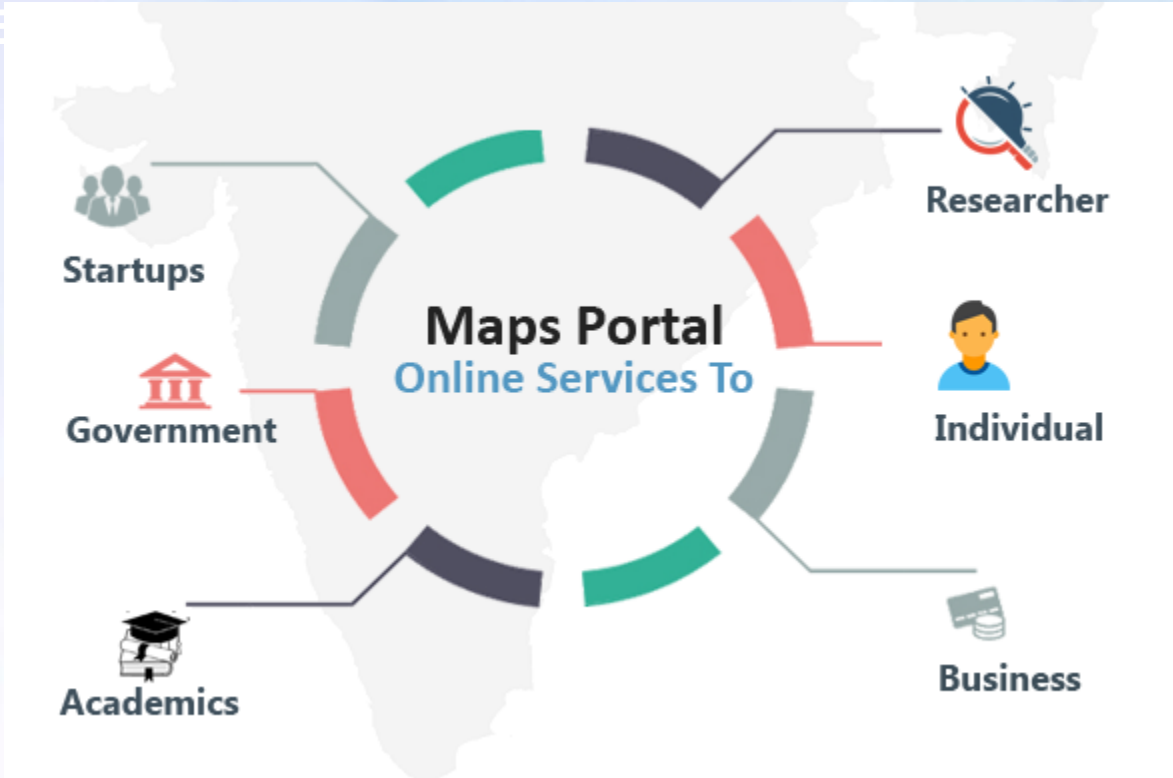 Maps Portal
Online Services To
Startups
Government
Academics
Researcher
Individual
Business